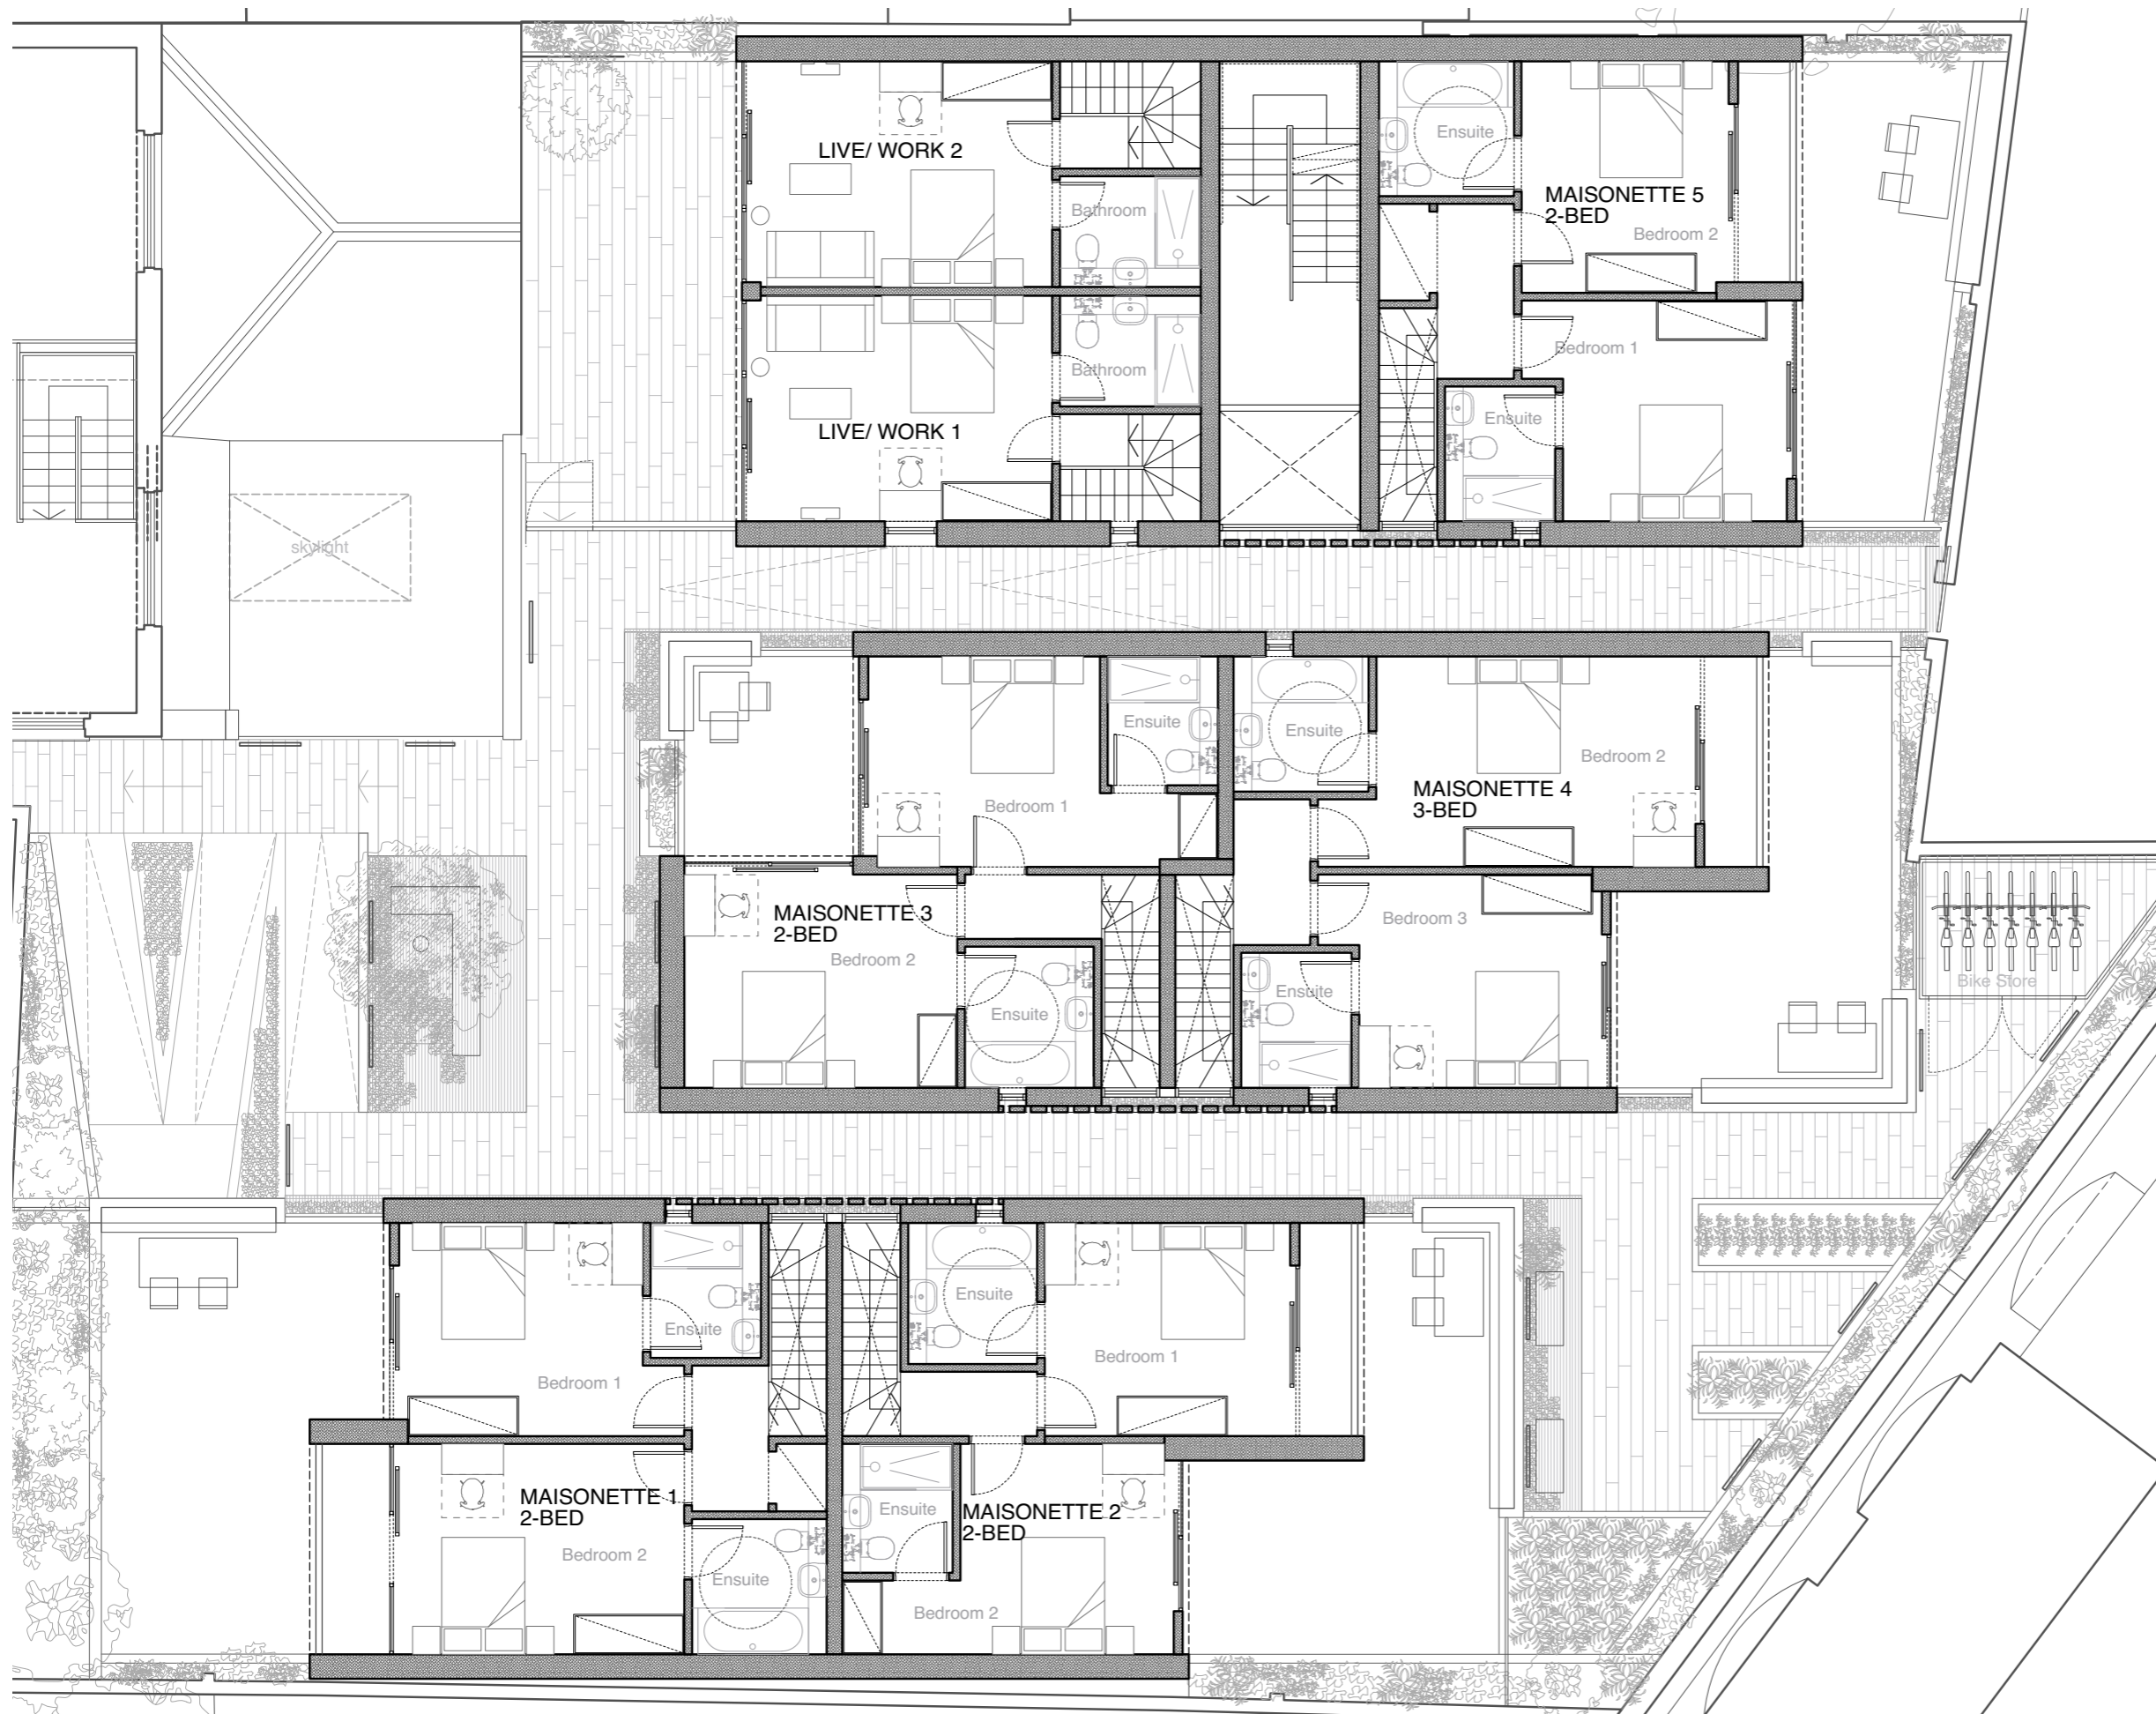 LIVE/ WORK 2
Ensuite
MAISONETTE 5
2-BED
Bathroom
Bedroom 2
Bedroom 1
Bathroom
Ensuite
LIVE/ WORK 1
skylight
Ensuite
Ensuite
Bedroom 2
MAISONETTE 4
3-BED
Bedroom 1
MAISONETTE 3
2-BED
Bedroom 3
Bedroom 2
Bike Store
Ensuite
Ensuite
Ensuite
Ensuite
Bedroom 1
Bedroom 1
MAISONETTE 1
2-BED
Ensuite
MAISONETTE 2
2-BED
Bedroom 2
Ensuite
Bedroom 2